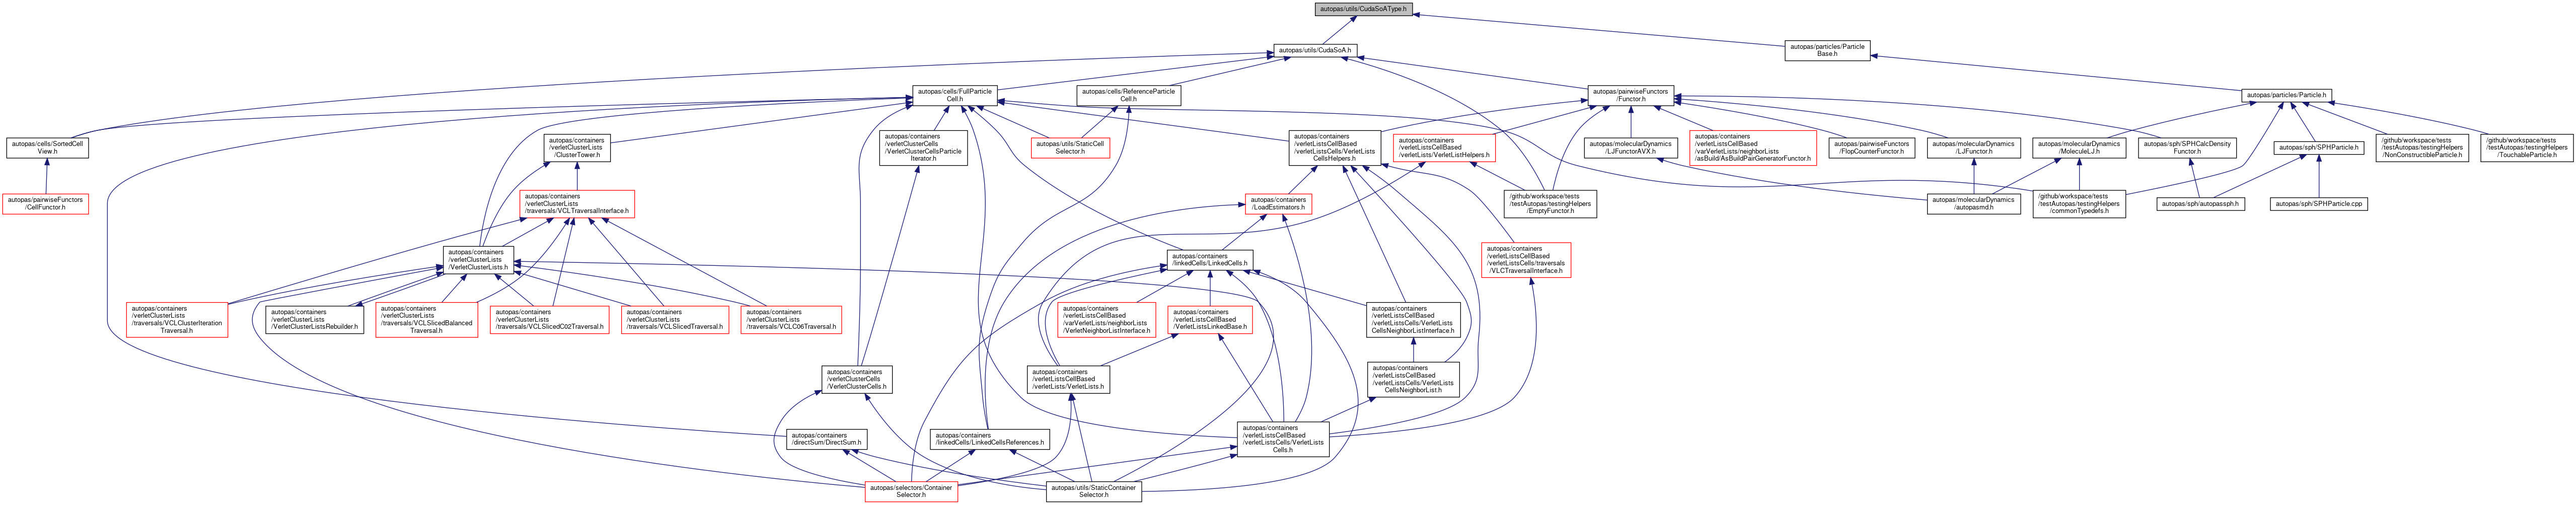 autopas/utils/CudaSoAType.h
autopas/utils/CudaSoA.h
autopas/particles/Particle
Base.h
autopas/cells/FullParticle
Cell.h
autopas/cells/ReferenceParticle
Cell.h
autopas/pairwiseFunctors
/Functor.h
autopas/particles/Particle.h
autopas/cells/SortedCell
View.h
autopas/containers
/verletClusterLists
/ClusterTower.h
autopas/containers
/verletClusterCells
/VerletClusterCellsParticle
Iterator.h
autopas/utils/StaticCell
Selector.h
autopas/containers
/verletListsCellBased
/verletListsCells/VerletLists
CellsHelpers.h
autopas/containers
/verletListsCellBased
/verletLists/VerletListHelpers.h
autopas/molecularDynamics
/LJFunctorAVX.h
autopas/containers
/verletListsCellBased
/varVerletLists/neighborLists
/asBuild/AsBuildPairGeneratorFunctor.h
autopas/pairwiseFunctors
/FlopCounterFunctor.h
autopas/molecularDynamics
/LJFunctor.h
autopas/molecularDynamics
/MoleculeLJ.h
autopas/sph/SPHCalcDensity
Functor.h
autopas/sph/SPHParticle.h
/github/workspace/tests
/testAutopas/testingHelpers
/NonConstructibleParticle.h
/github/workspace/tests
/testAutopas/testingHelpers
/TouchableParticle.h
autopas/pairwiseFunctors
/CellFunctor.h
autopas/containers
/verletClusterLists
/traversals/VCLTraversalInterface.h
autopas/containers
/LoadEstimators.h
/github/workspace/tests
/testAutopas/testingHelpers
/EmptyFunctor.h
autopas/molecularDynamics
/autopasmd.h
/github/workspace/tests
/testAutopas/testingHelpers
/commonTypedefs.h
autopas/sph/autopassph.h
autopas/sph/SPHParticle.cpp
autopas/containers
/verletClusterLists
/VerletClusterLists.h
autopas/containers
/linkedCells/LinkedCells.h
autopas/containers
/verletListsCellBased
/verletListsCells/traversals
/VLCTraversalInterface.h
autopas/containers
/verletClusterLists
/traversals/VCLClusterIteration
Traversal.h
autopas/containers
/verletClusterLists
/VerletClusterListsRebuilder.h
autopas/containers
/verletClusterLists
/traversals/VCLSlicedBalanced
Traversal.h
autopas/containers
/verletClusterLists
/traversals/VCLSlicedC02Traversal.h
autopas/containers
/verletClusterLists
/traversals/VCLSlicedTraversal.h
autopas/containers
/verletClusterLists
/traversals/VCLC06Traversal.h
autopas/containers
/verletListsCellBased
/varVerletLists/neighborLists
/VerletNeighborListInterface.h
autopas/containers
/verletListsCellBased
/VerletListsLinkedBase.h
autopas/containers
/verletListsCellBased
/verletListsCells/VerletLists
CellsNeighborListInterface.h
autopas/containers
/verletClusterCells
/VerletClusterCells.h
autopas/containers
/verletListsCellBased
/verletLists/VerletLists.h
autopas/containers
/verletListsCellBased
/verletListsCells/VerletLists
CellsNeighborList.h
autopas/containers
/directSum/DirectSum.h
autopas/containers
/linkedCells/LinkedCellsReferences.h
autopas/containers
/verletListsCellBased
/verletListsCells/VerletLists
Cells.h
autopas/selectors/Container
Selector.h
autopas/utils/StaticContainer
Selector.h